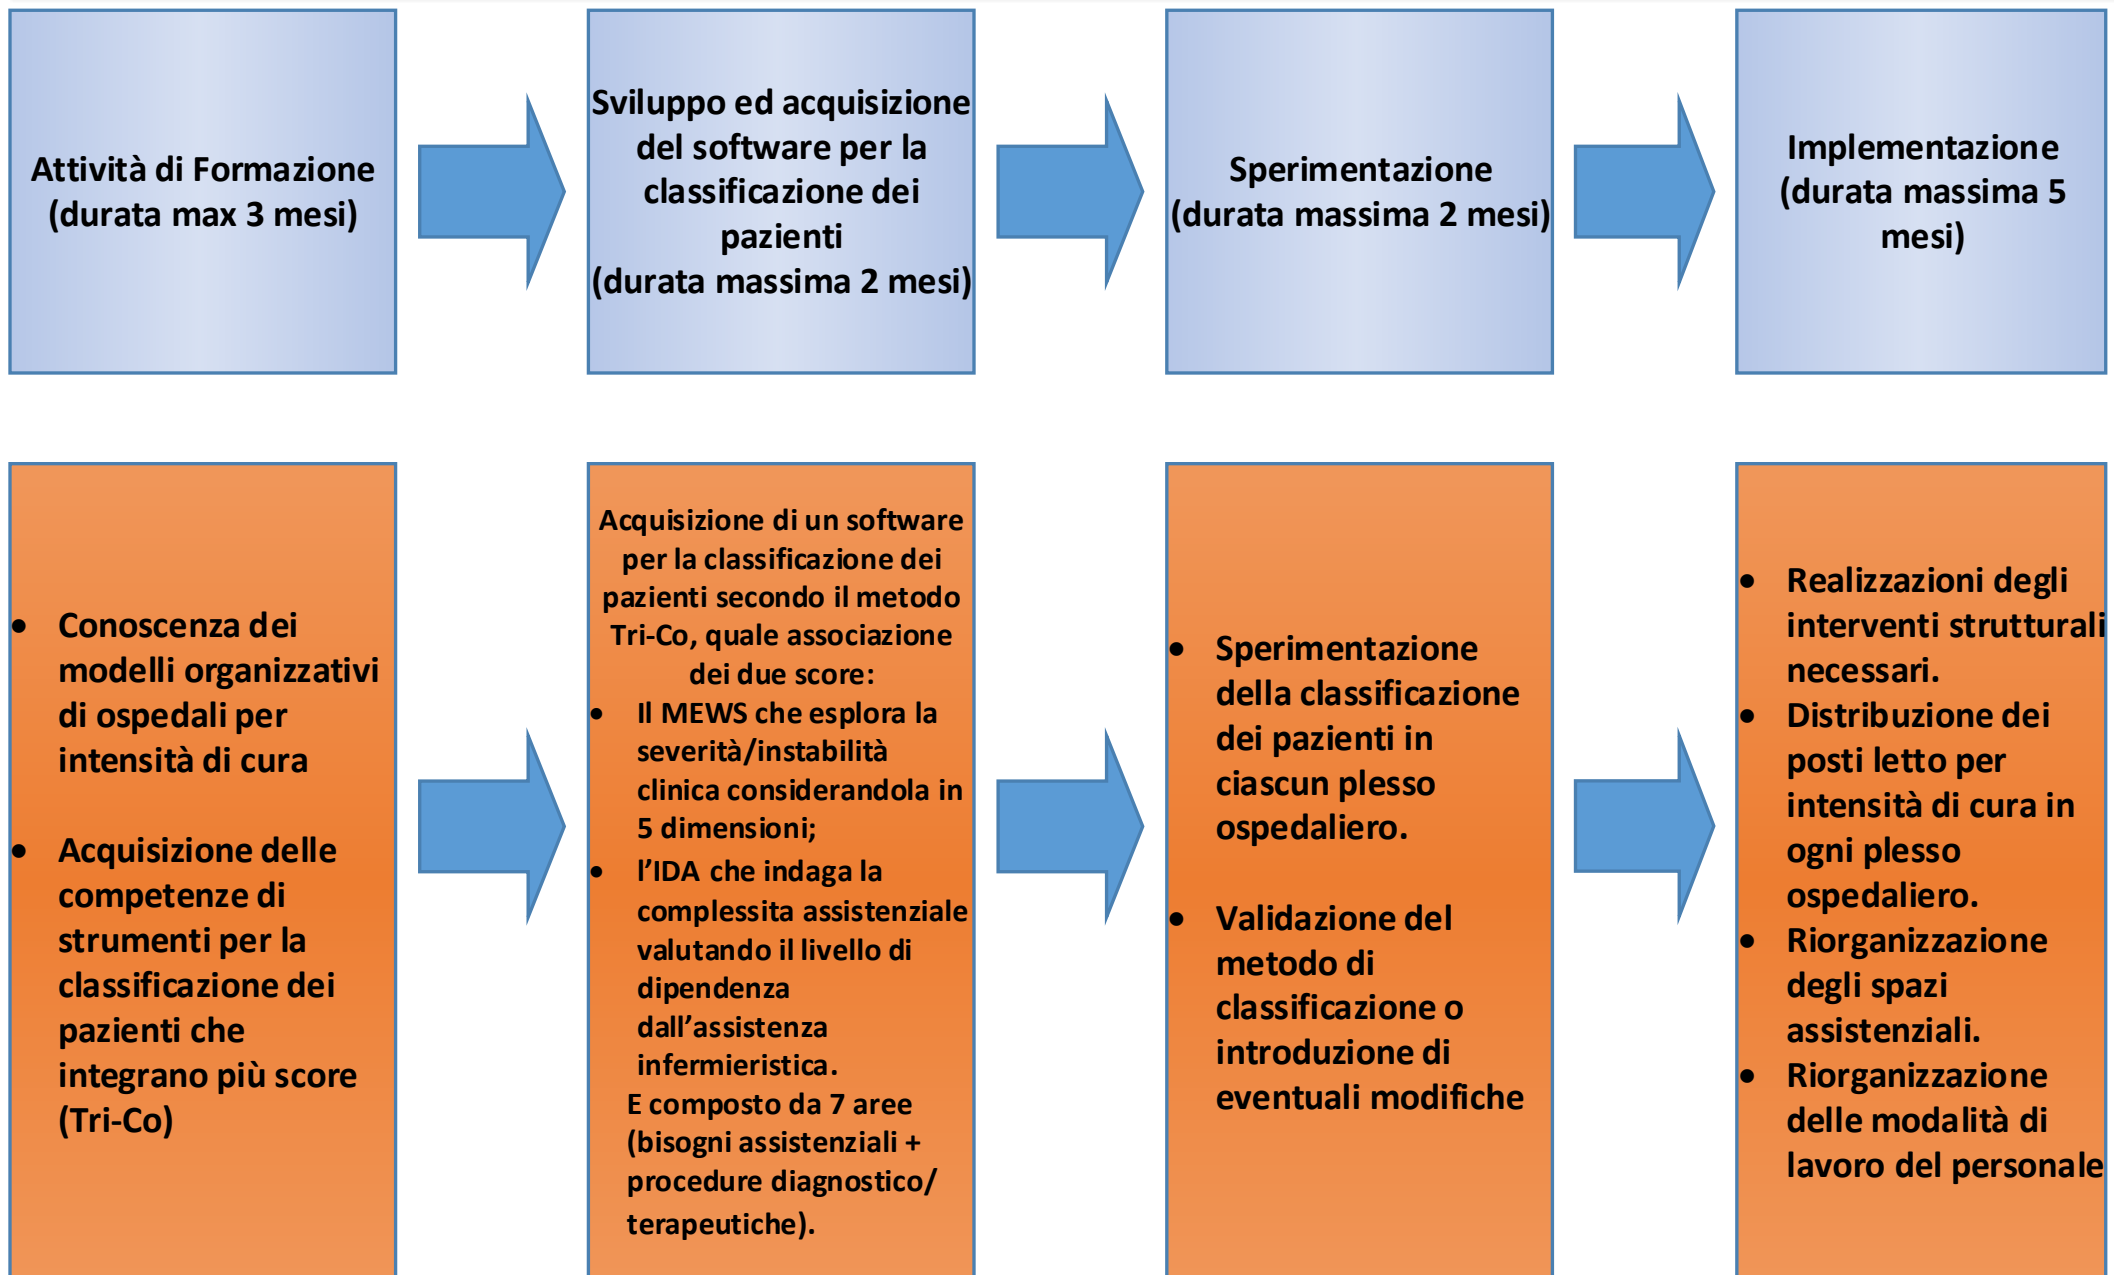 Attività di Formazione
(durata max 3 mesi)
Sviluppo ed acquisizione
del software per la
classificazione dei
pazienti
(durata massima 2 mesi)
Sperimentazione
(durata massima 2 mesi)
Implementazione
(durata massima 5
mesi)
• Conoscenza dei
modelli organizzativi
di ospedali per
intensità di cura
• Acquisizione delle
competenze di
strumenti per la
classificazione dei
pazienti che
integrano più score
(Tri-Co)
Acquisizione di un software
per la classificazione dei
pazienti secondo il metodo
Tri-Co, quale associazione
dei due score:
• Il MEWS che esplora la
severità/instabilità
clinica considerandola in
5 dimensioni;
• l’IDA che indaga la
complessita assistenziale
valutando il livello di
dipendenza
dall’assistenza
infermieristica.
E composto da 7 aree
(bisogni assistenziali +
procedure diagnostico/
terapeutiche).
• Sperimentazione
della classificazione
dei pazienti in
ciascun plesso
ospedaliero.
• Validazione del
metodo di
classificazione o
introduzione di
eventuali modifiche
• Realizzazioni degli
interventi strutturali
necessari.
• Distribuzione dei
posti letto per
intensità di cura in
ogni plesso
ospedaliero.
• Riorganizzazione
degli spazi
assistenziali.
• Riorganizzazione
delle modalità di
lavoro del personale